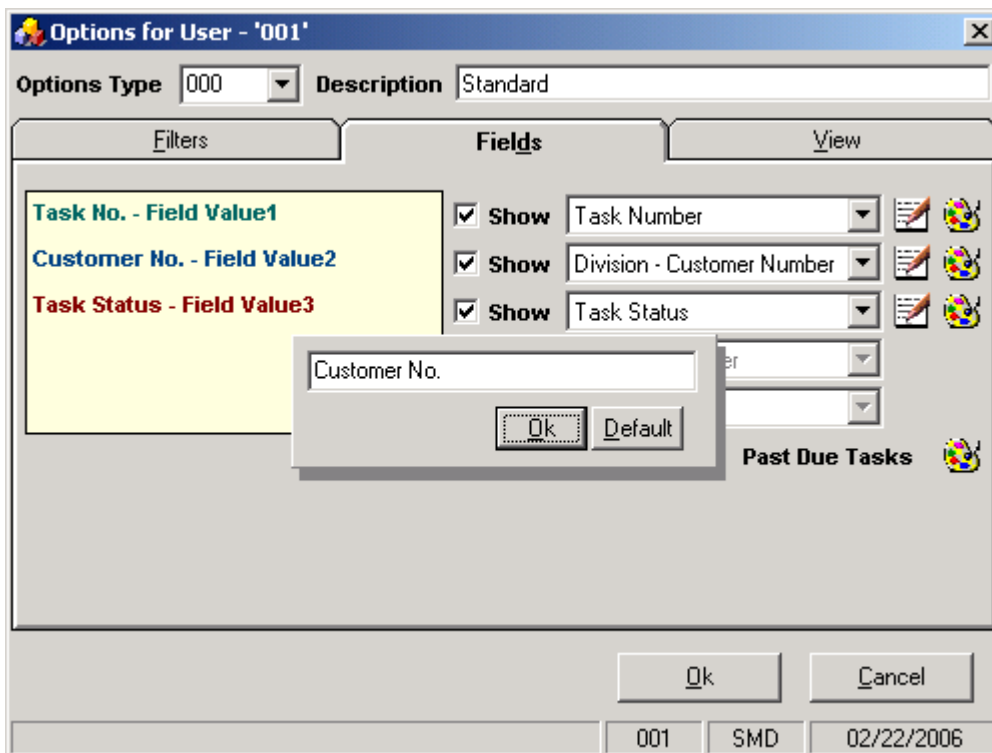 Options for User - '001'
Options Type 000 Description Standard
Filters Fields View
Task No. - Field Value1 Show Task Number
Customer No. - Field Value2 Show Division - Customer Number
Task Status - Field Value3 Show Task Status
Customer No.
Ok Default
Past Due Tasks
Ok Cancel
001 SMD 02/22/2006